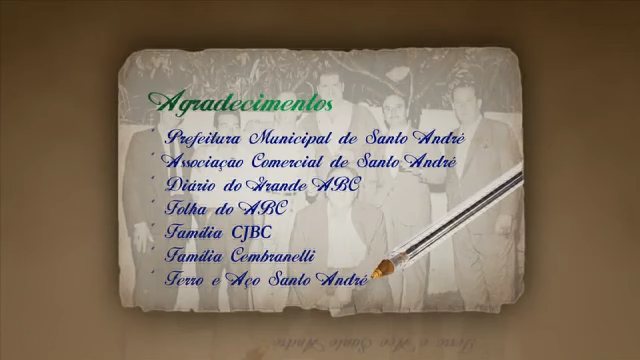 Agradecimentos
Prefeitura Municipal de Santo André
Associação Comercial de Santo André
Diário do Grande ABC
Folha do ABC
Família CJBC
Família Cembranelli
Ferro e Aço Santo André